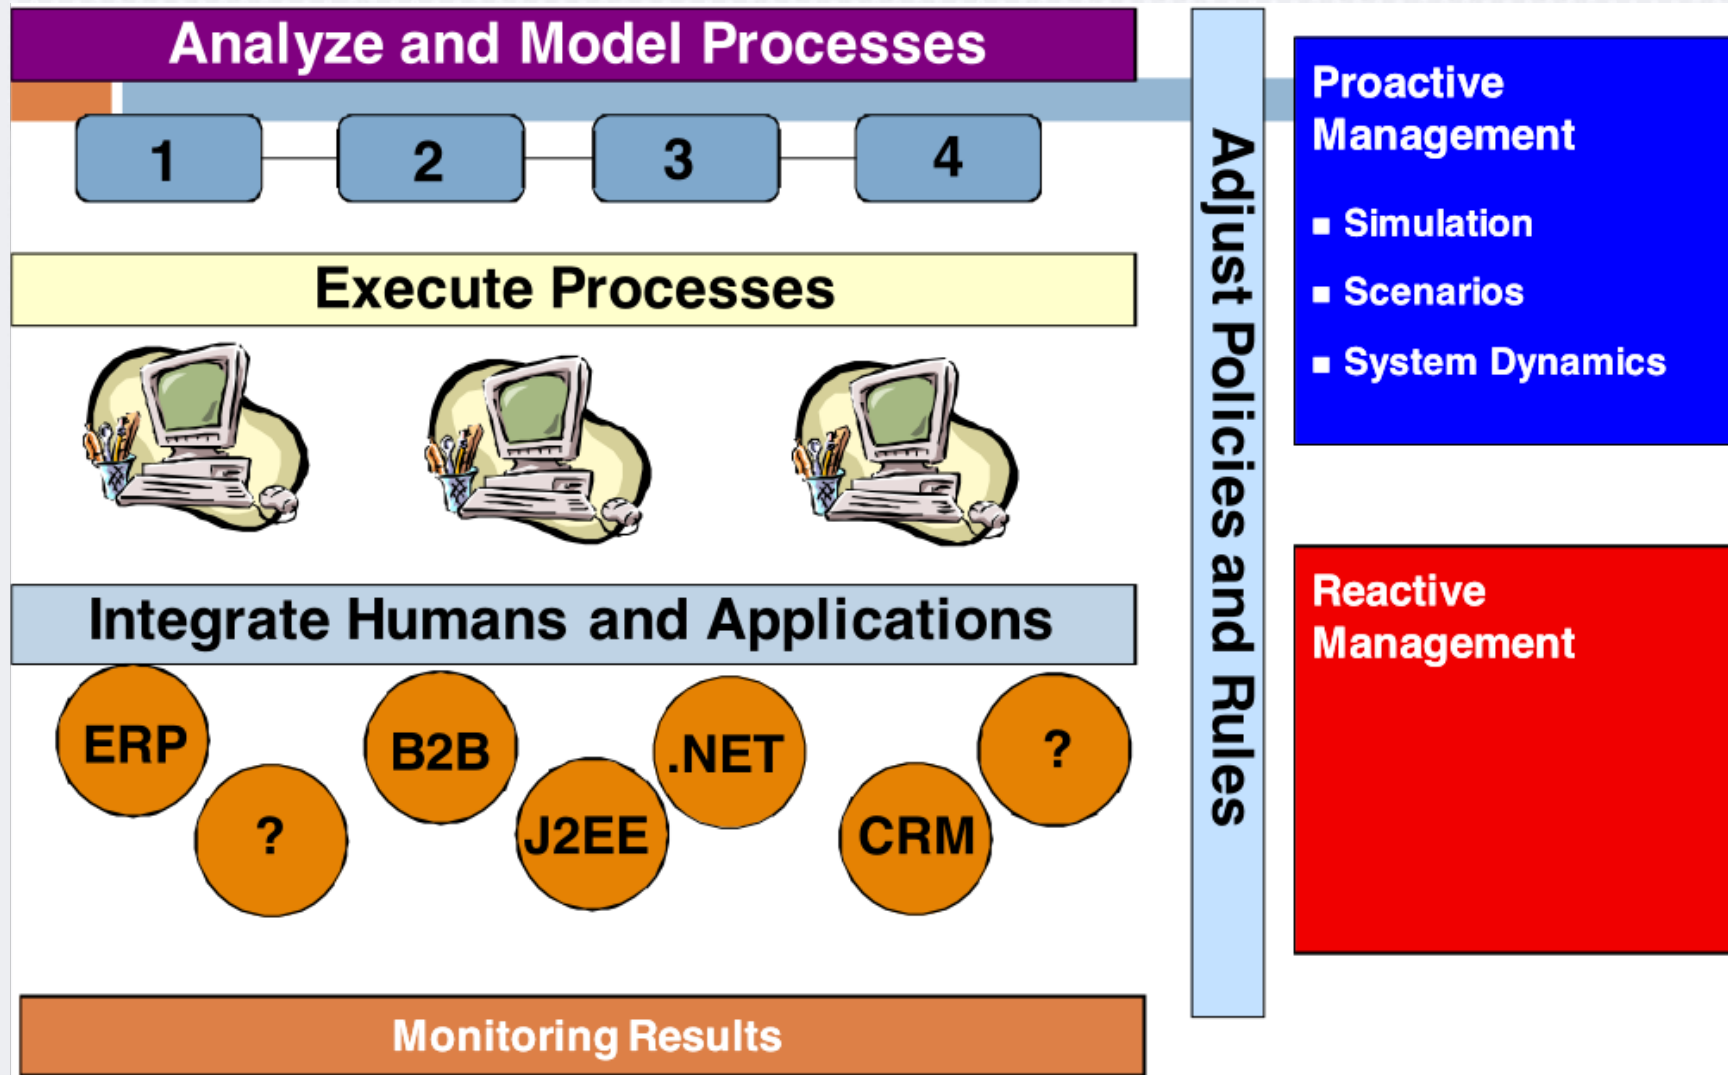 Analyze and Model Processes
1
2
3
4
Execute Processes
Integrate Humans and Applications
ERP
?
B2B
J2EE
.NET
CRM
?
Monitoring Results
Adjust Policies and Rules
Proactive
Management
▪ Simulation
▪ Scenarios
▪ System Dynamics
Reactive
Management